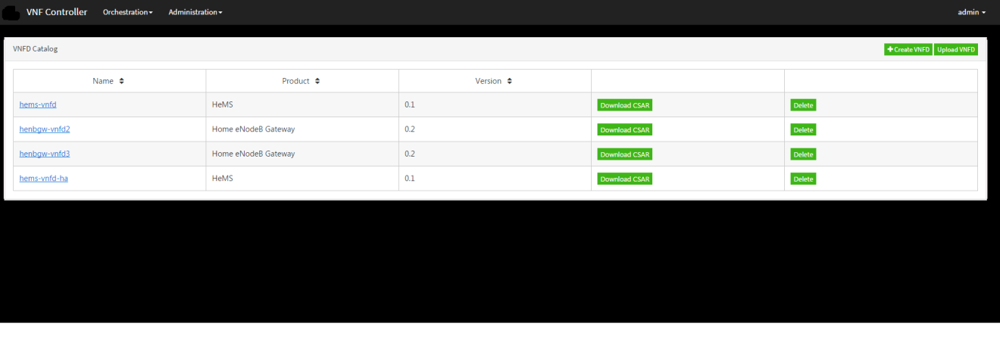 VNF Controller Orchestration Administration admin
VNFD Catalog Create VNFD Upload VNFD
Name Product Version
hems-vnfd HeMS 0.1 Download CSAR Delete
henbgw-vnfd2 Home eNodeB Gateway 0.2 Download CSAR Delete
henbgw-vnfd3 Home eNodeB Gateway 0.2 Download CSAR Delete
hems-vnfd-ha HeMS 0.1 Download CSAR Delete